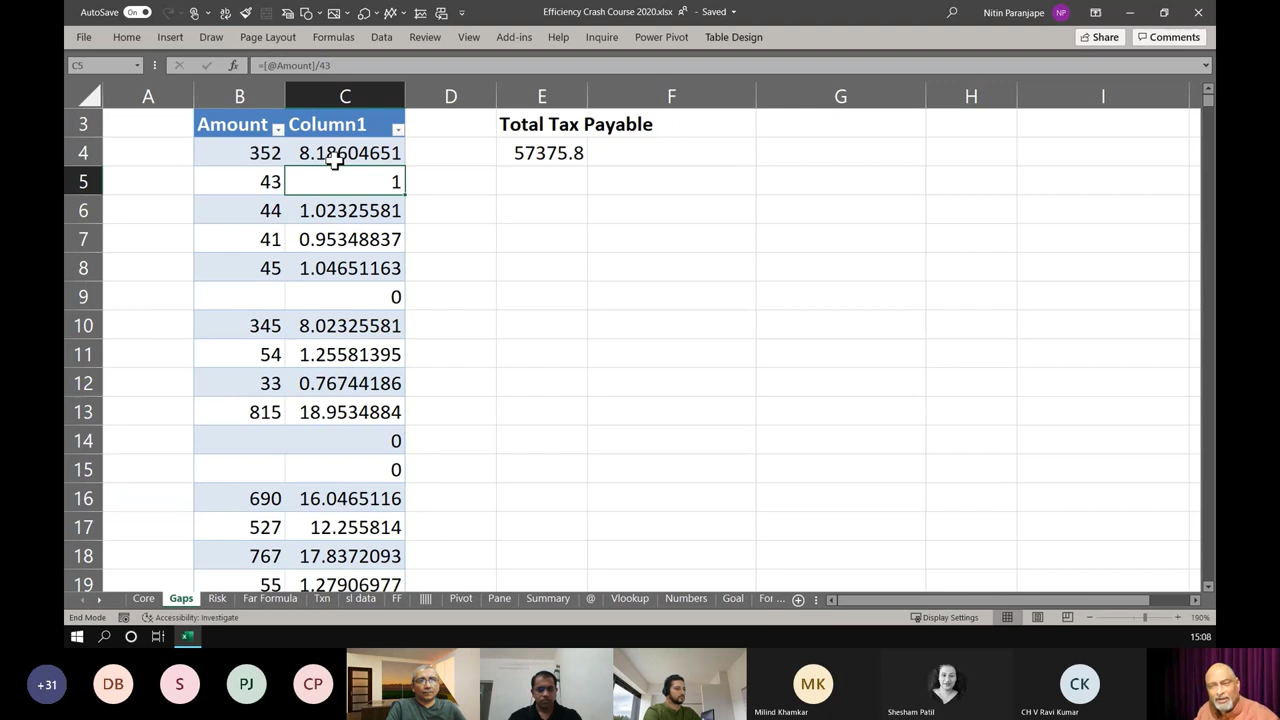 AutoSave On Efficiency Crash Course 2020.xlsx - Saved Nitin Paranjape NP
File Home Insert Draw Page Layout Formulas Data Review View Add-ins Help Inquire Power Pivot Table Design Share Comments
C5 fx =[@Amount]/43
A B C D E F G H I
3 Amount Column1 Total Tax Payable
4 352 8.18604651 57375.8
5 43 1
6 44 1.02325581
7 41 0.95348837
8 45 1.04651163
9 0
10 345 8.02325581
11 54 1.25581395
12 33 0.76744186
13 815 18.9534884
14 0
15 0
16 690 16.0465116
17 527 12.255814
18 767 17.8372093
19 55 1.27906977
Core Gaps Risk Far Formula Txn sl data FF ||||| Pivot Pane Summary @ Vlookup Numbers Goal For ...
End Mode Accessibility: Investigate Display Settings 190%
15:08
+31 DB S PJ CP MK CK
Milind Khamkar Shesham Patil CH V Ravi Kumar